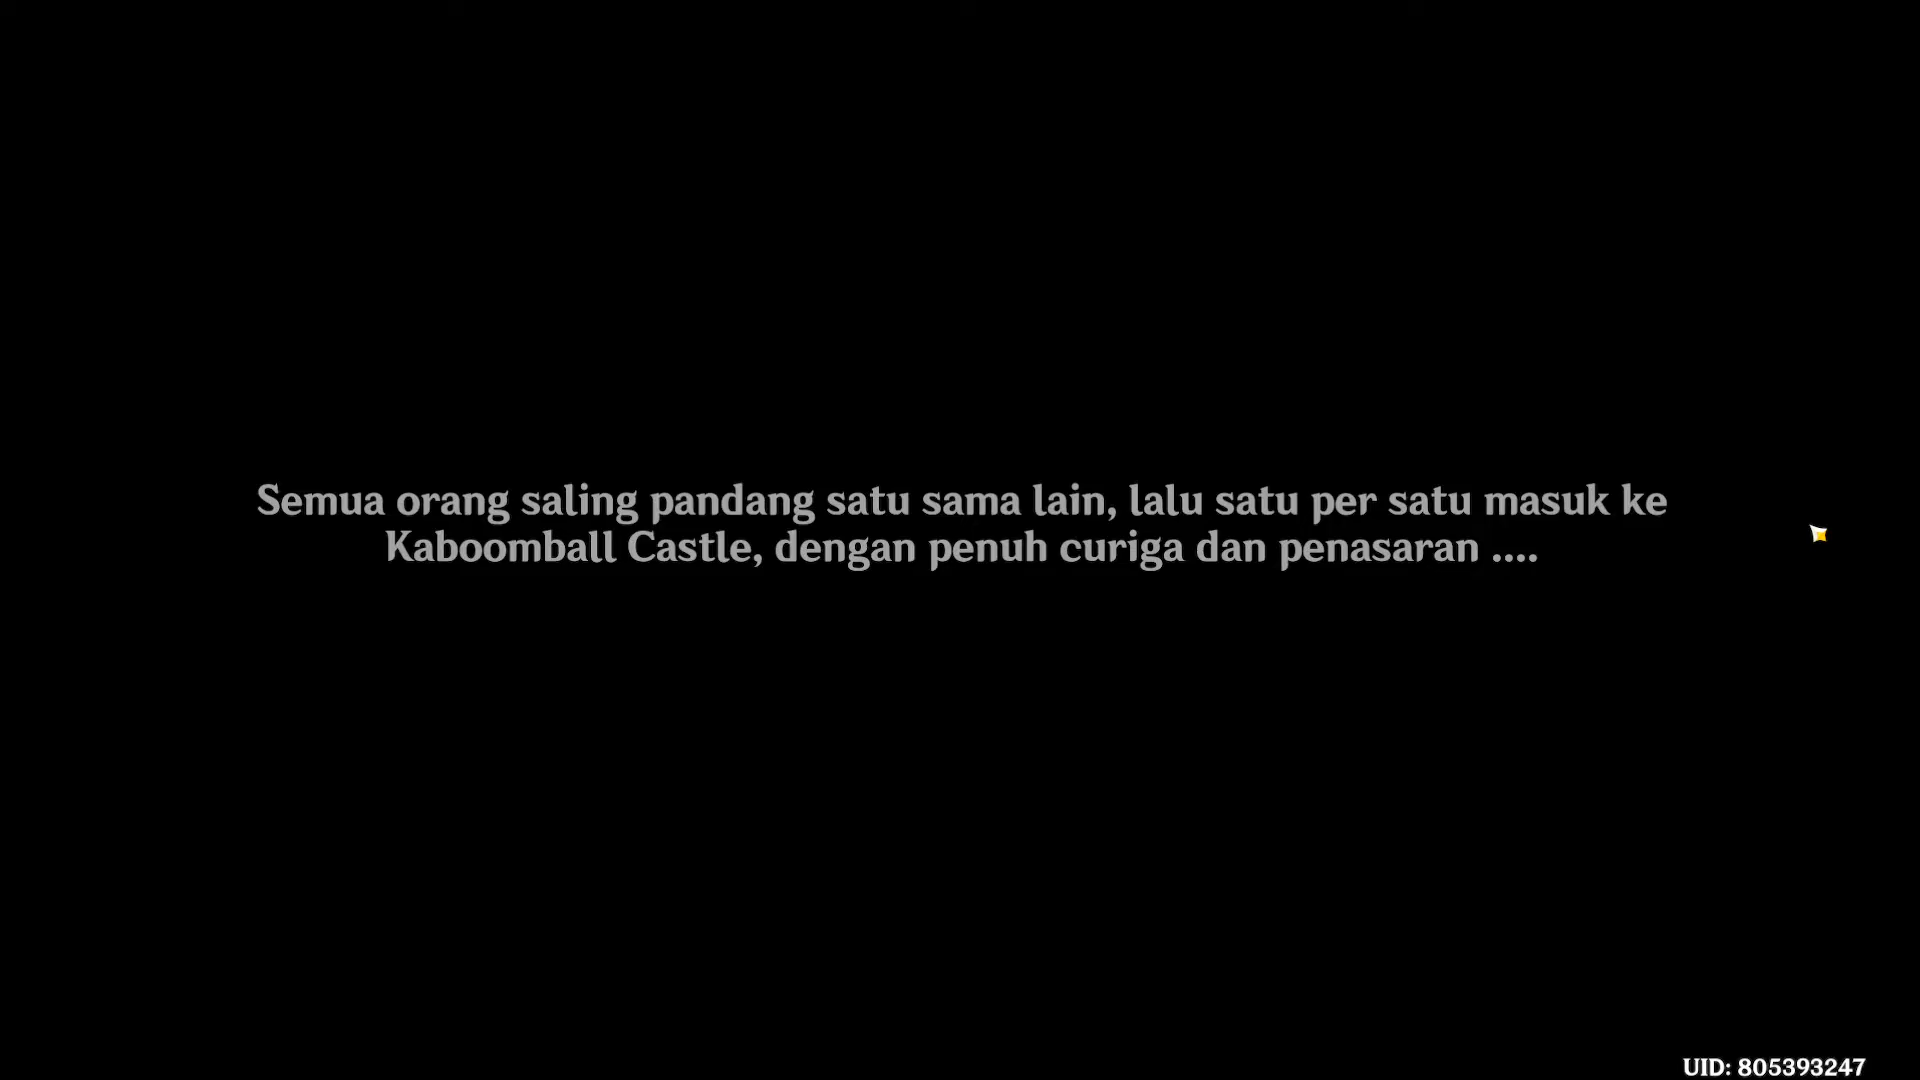 Semua orang saling pandang satu sama lain, lalu satu per satu masuk ke
Kaboomball Castle, dengan penuh curiga dan penasaran ....
UID: 805393247